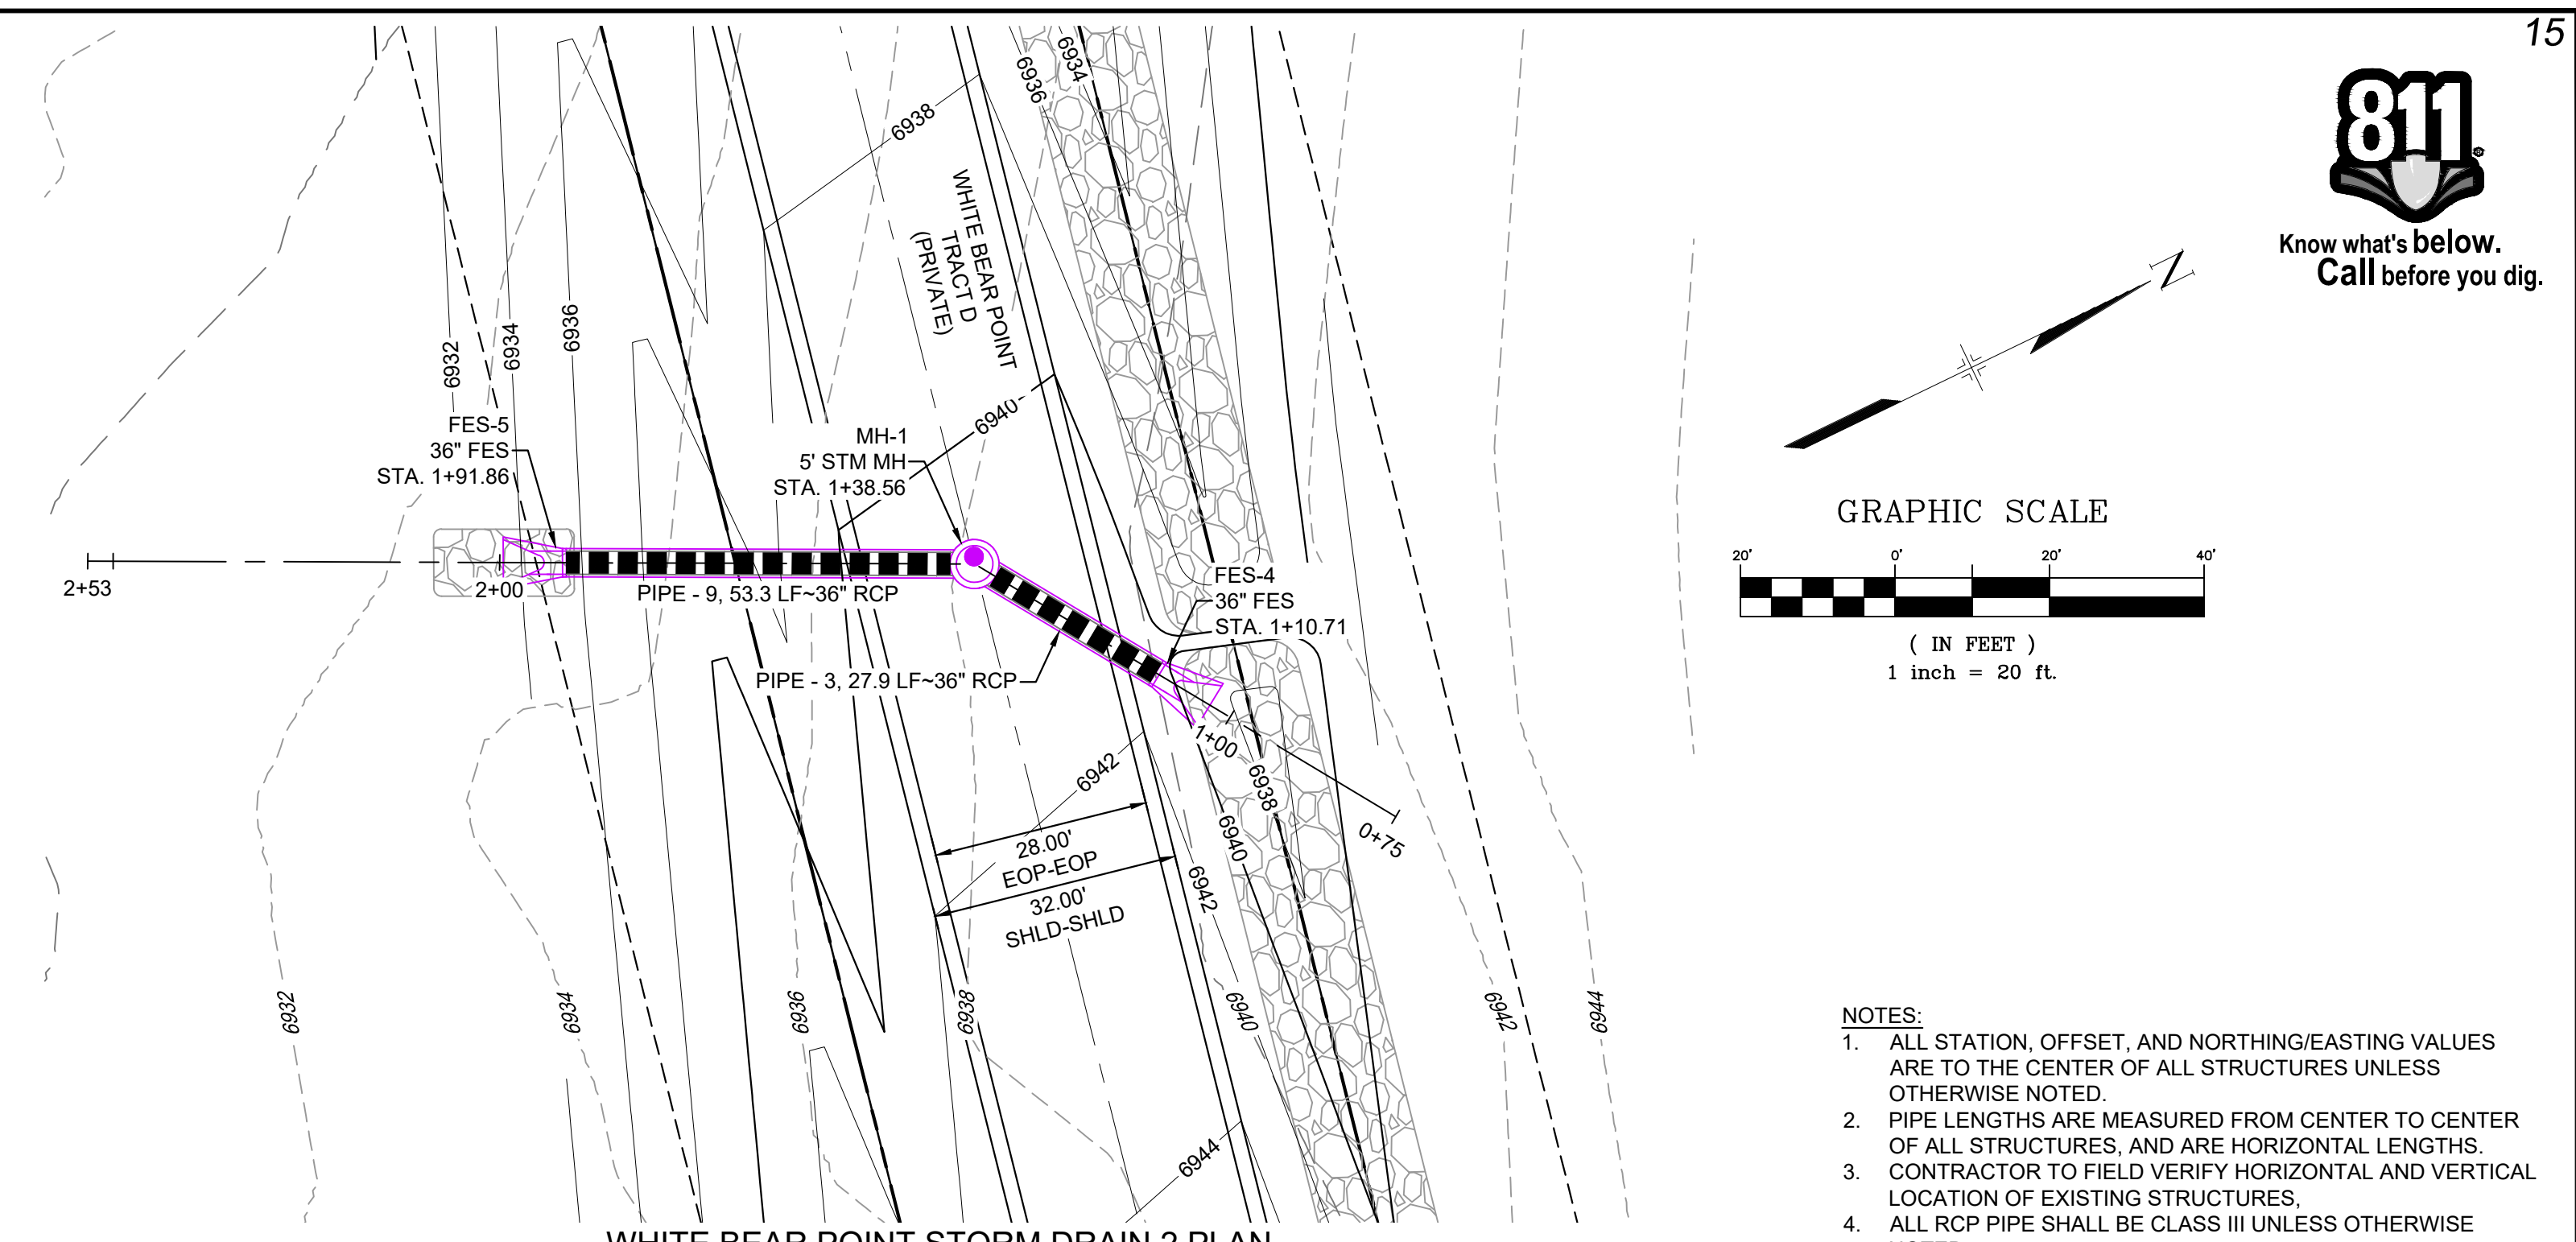 15
811
Know what's below.
Call before you dig.
N
GRAPHIC SCALE
20' 0' 20' 40'
( IN FEET )
1 inch = 20 ft.
6936
6934
6938
WHITE BEAR POINT
TRACT D
(PRIVATE)
6932
6934
6936
6940
FES-5
36" FES
STA. 1+91.86
MH-1
5' STM MH
STA. 1+38.56
FES-4
36" FES
STA. 1+10.71
2+53
2+00
PIPE - 9, 53.3 LF~36" RCP
PIPE - 3, 27.9 LF~36" RCP
1+00
0+75
6942
6938
6940
6942
28.00'
EOP-EOP
32.00'
SHLD-SHLD
6932
6934
6936
6938
6940
6942
6944
6944
NOTES:
1. ALL STATION, OFFSET, AND NORTHING/EASTING VALUES
ARE TO THE CENTER OF ALL STRUCTURES UNLESS
OTHERWISE NOTED.
2. PIPE LENGTHS ARE MEASURED FROM CENTER TO CENTER
OF ALL STRUCTURES, AND ARE HORIZONTAL LENGTHS.
3. CONTRACTOR TO FIELD VERIFY HORIZONTAL AND VERTICAL
LOCATION OF EXISTING STRUCTURES,
4. ALL RCP PIPE SHALL BE CLASS III UNLESS OTHERWISE
WHITE BEAR POINT STORM DRAIN 2 PLAN